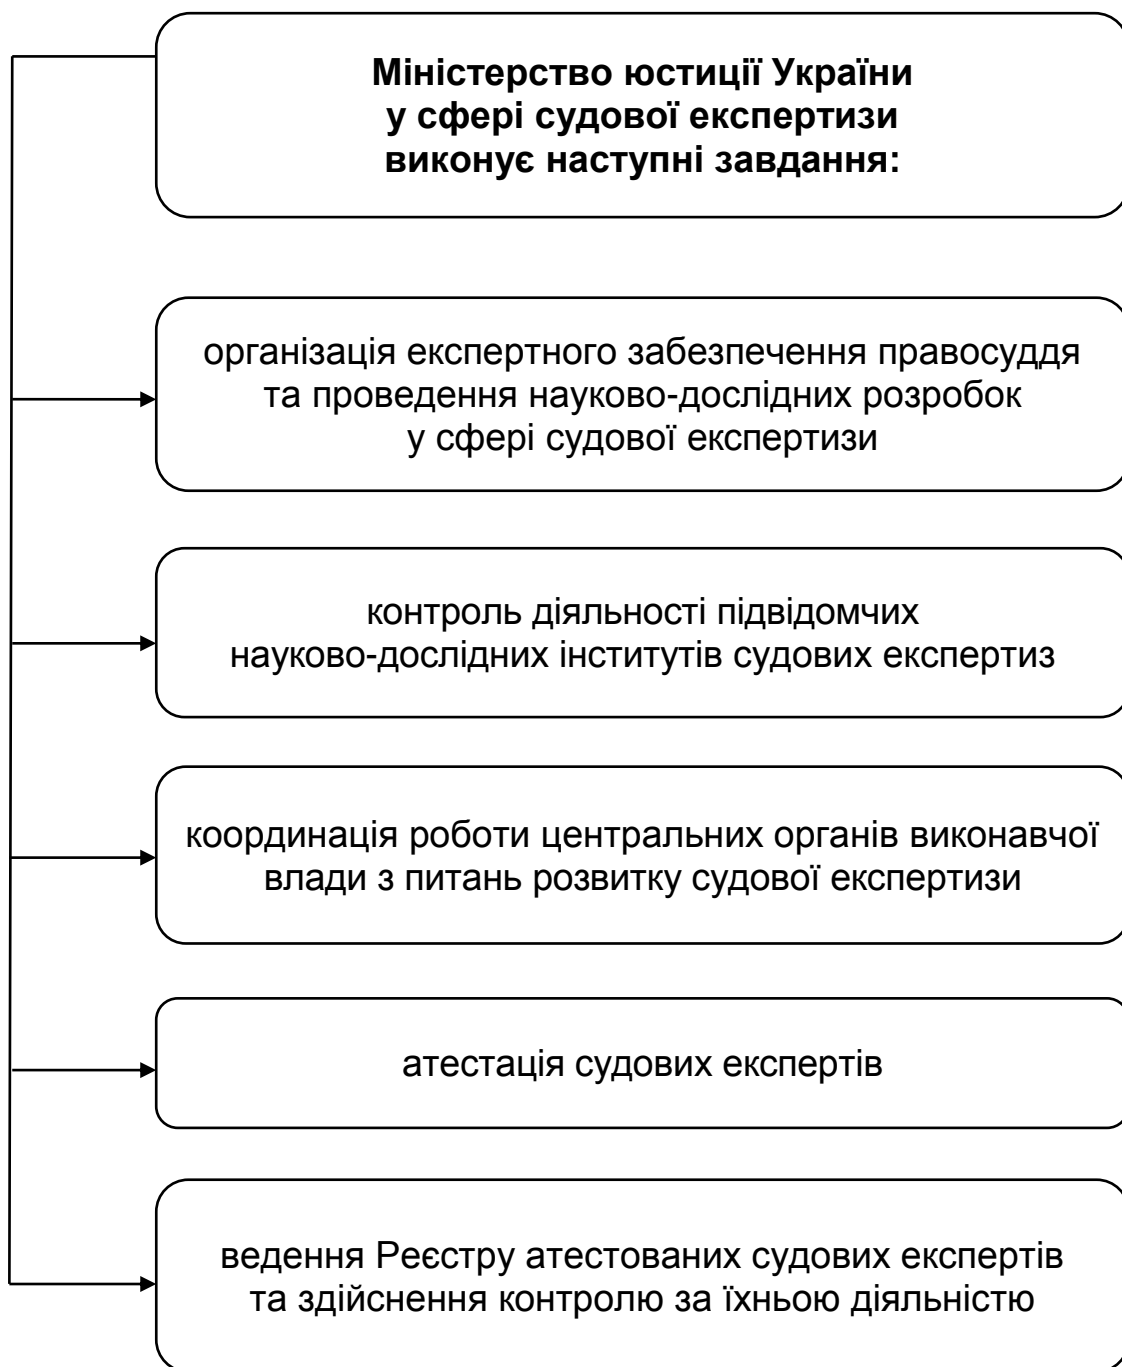 Міністерство юстиції України
у сфері судової експертизи
виконує наступні завдання:
організація експертного забезпечення правосуддя
та проведення науково-дослідних розробок
у сфері судової експертизи
контроль діяльності підвідомчих
науково-дослідних інститутів судових експертиз
координація роботи центральних органів виконавчої
влади з питань розвитку судової експертизи
атестація судових експертів
ведення Реєстру атестованих судових експертів
та здійснення контролю за їхньою діяльністю